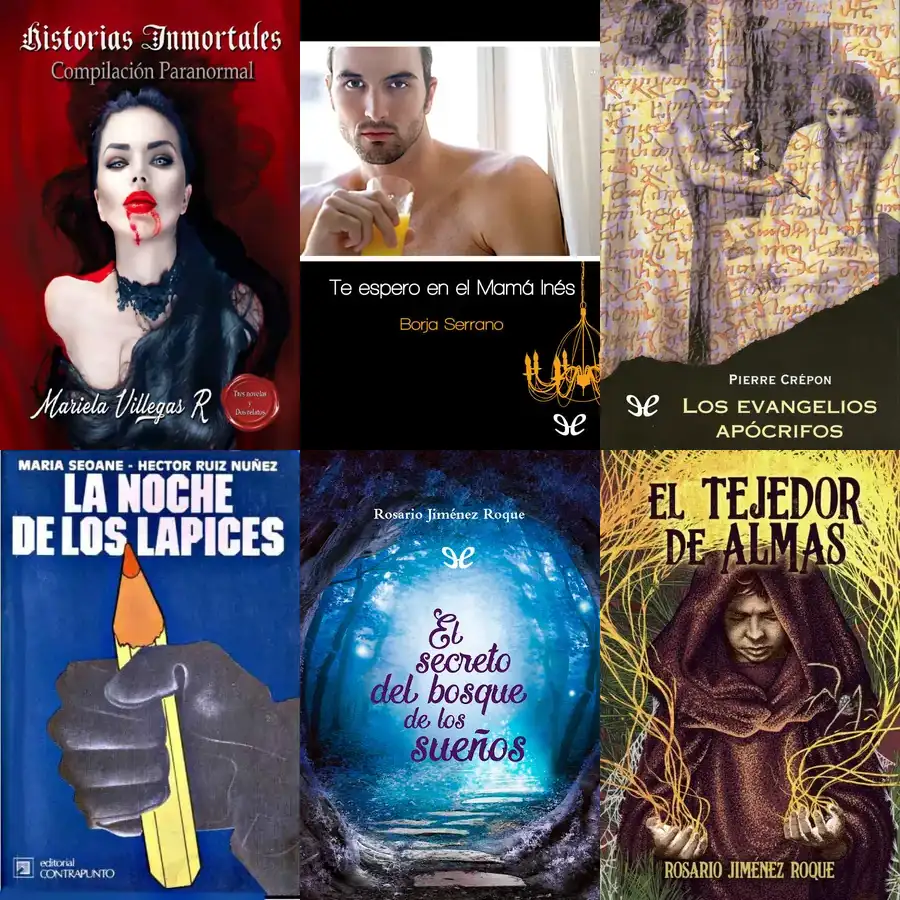 Historias Inmortales
Compilación Paranormal
Mariela Villegas R
Tres novelas
y
Dos relatos
Te espero en el Mamá Inés
Borja Serrano
PIERRE CRÉPON
LOS EVANGELIOS
APÓCRIFOS
MARIA SEOANE - HECTOR RUIZ NUÑEZ
LA NOCHE
DE LOS LAPICES
editorial
CONTRAPUNTO
Rosario Jiménez Roque
El
secreto
del bosque
de los
sueños
EL TEJEDOR
DE ALMAS
ROSARIO JIMENEZ ROQUE